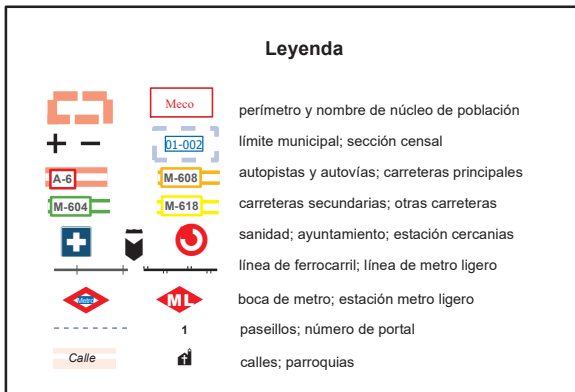 Leyenda
Meco perímetro y nombre de núcleo de población
01-002 límite municipal; sección censal
A-6 M-608 autopistas y autovías; carreteras principales
M-604 M-618 carreteras secundarias; otras carreteras
sanidad; ayuntamiento; estación cercanias
línea de ferrocarril; línea de metro ligero
Metro ML boca de metro; estación metro ligero
1 paseillos; número de portal
Calle calles; parroquias